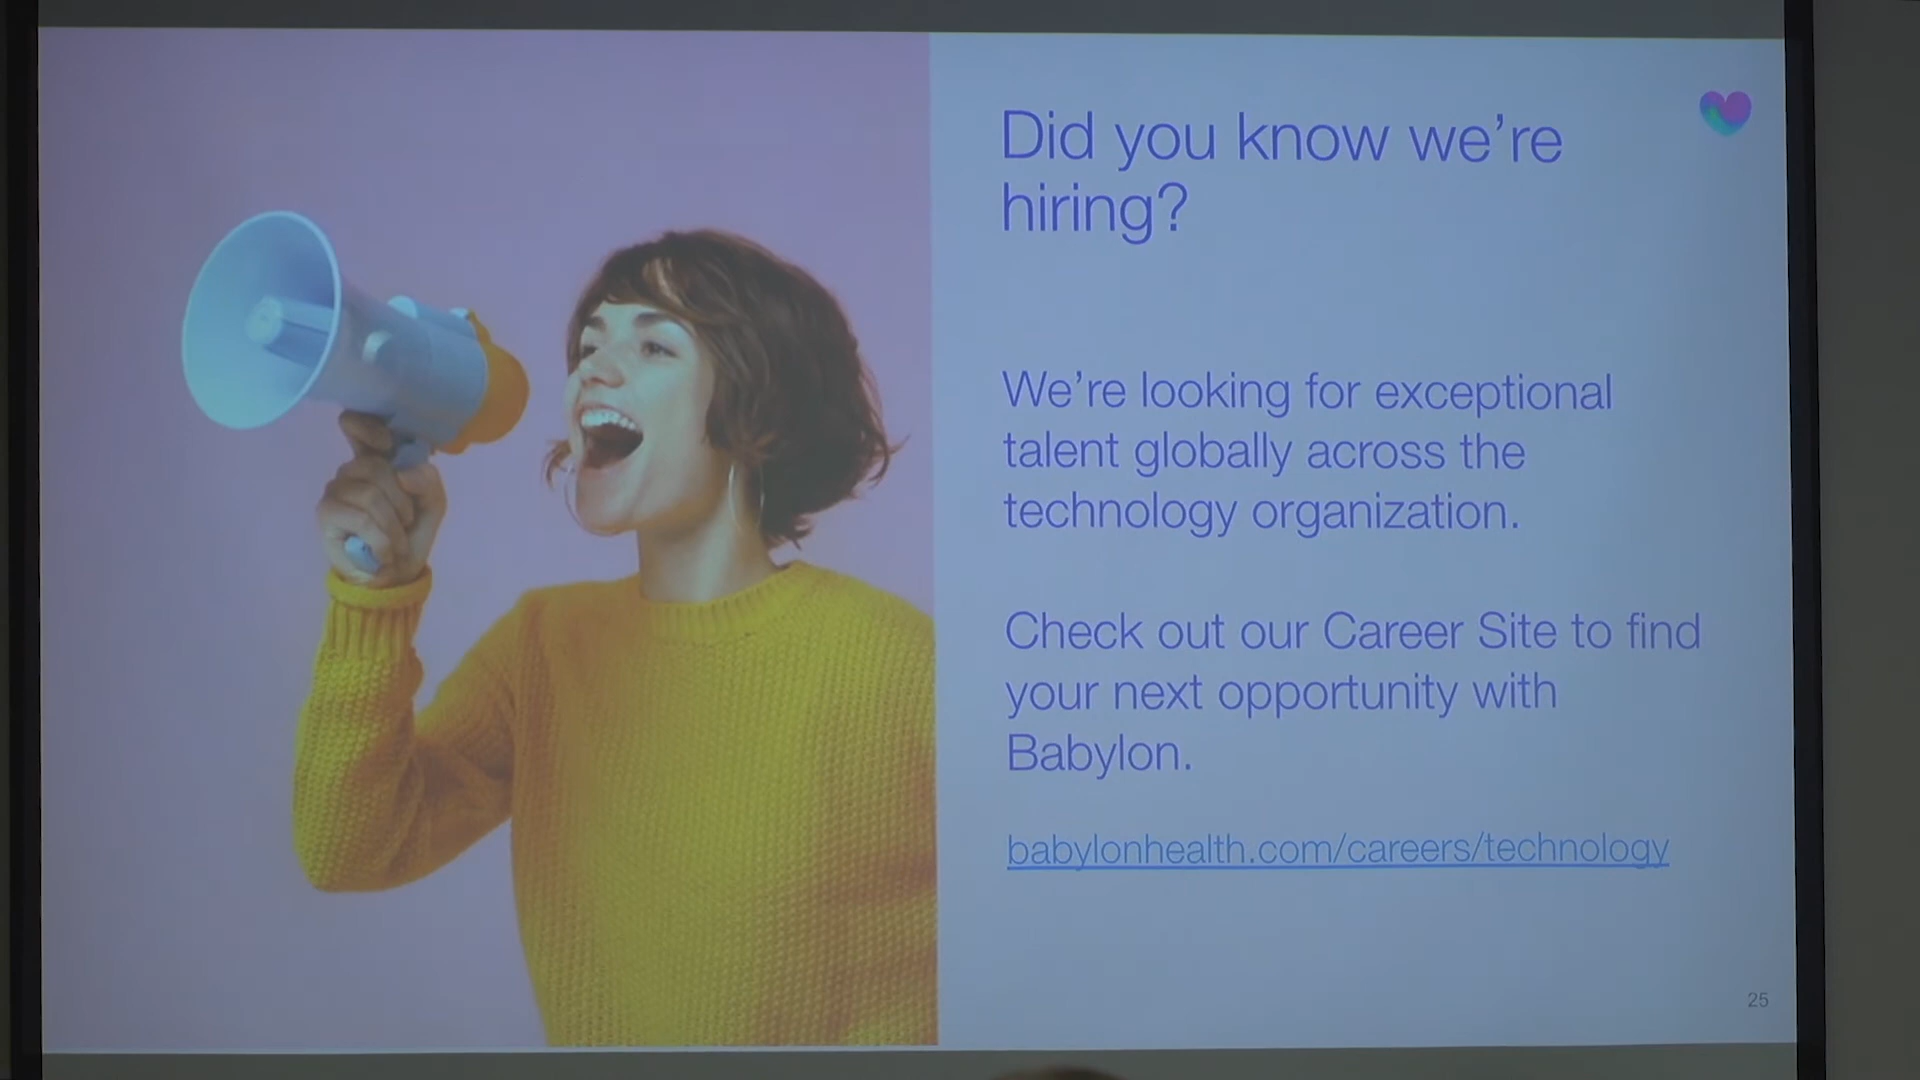 Did you know we're
hiring?
We're looking for exceptional
talent globally across the
technology organization.
Check out our Career Site to find
your next opportunity with
Babylon.
babylonhealth.com/careers/technology
25